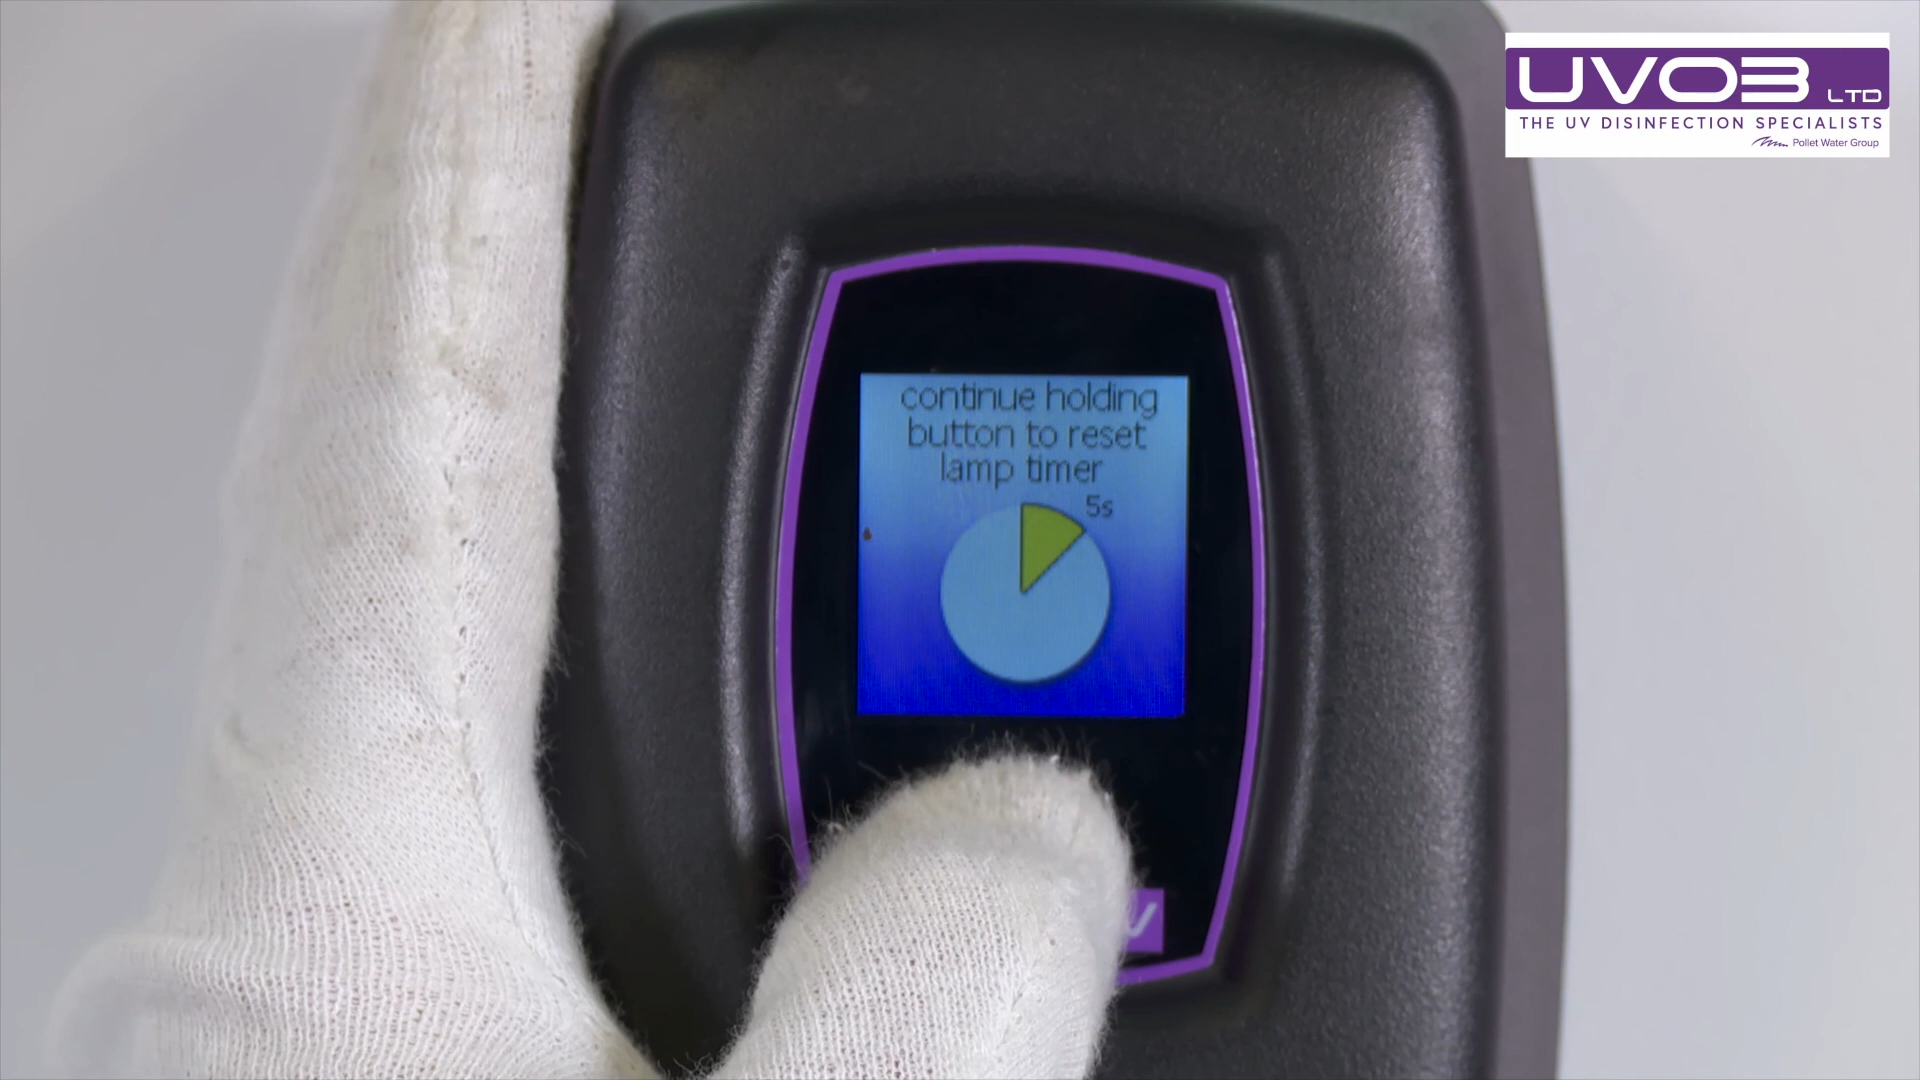 UVO3 LTD
THE UV DISINFECTION SPECIALISTS
Pollet Water Group
continue holding
button to reset
lamp timer
5s